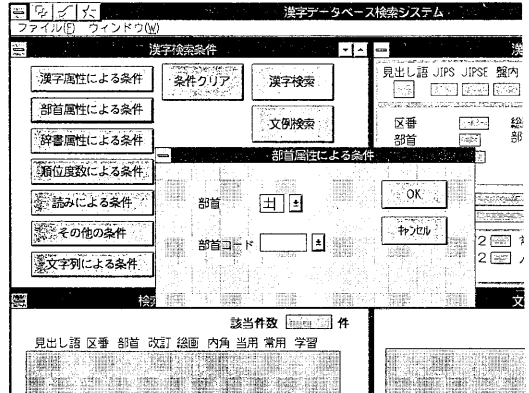 漢字データベース検索システム
ファイル(F) ウィンドウ(W)
漢字検索条件
漢字属性による条件
条件クリア
漢字検索
部首属性による条件
文例検索
辞書属性による条件
順位度数による条件
読みによる条件
その他の条件
文字列による条件
見出し語 JIPS JIPSE 盤内
区番
部首
部首属性による条件
部首 土
部首コード
OK
キャンセル
該当件数 件
見出し語 区番 部首 改訂 総画 内角 当用 常用 学習